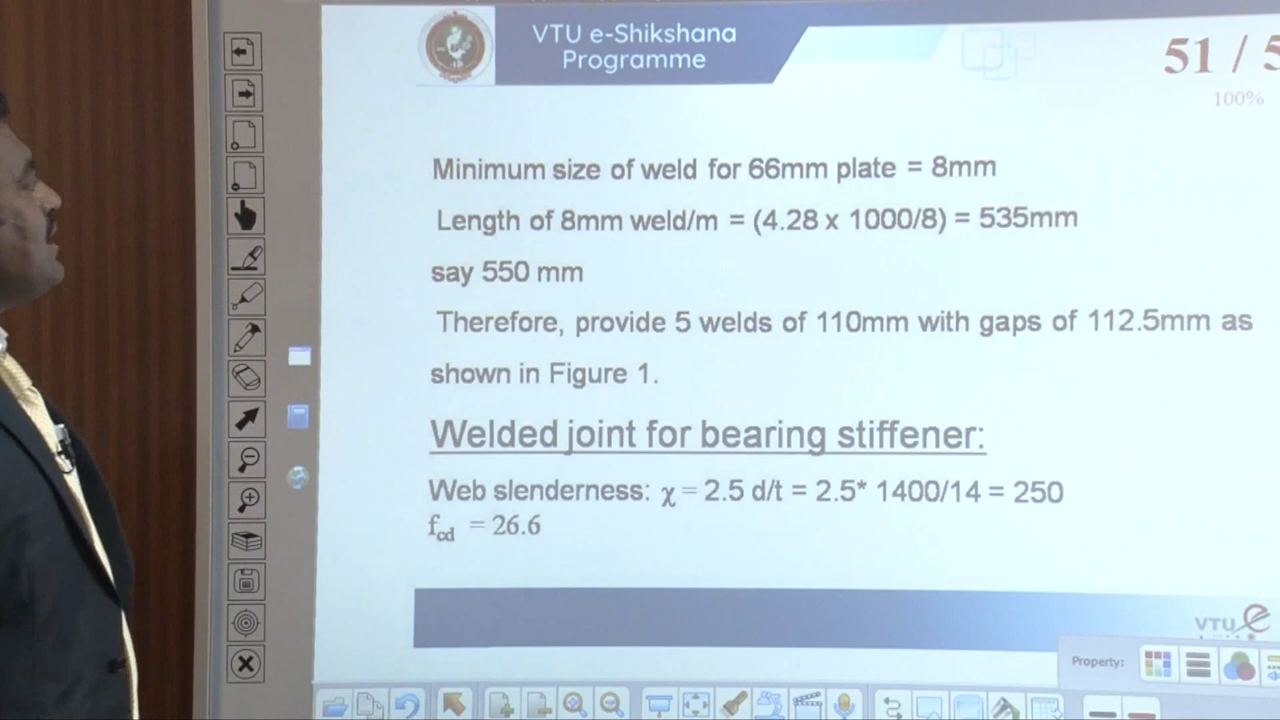 VTU e-Shikshana
Programme
51 / 5
100%
Minimum size of weld for 66mm plate = 8mm
Length of 8mm weld/m = (4.28 x 1000/8) = 535mm
say 550 mm
Therefore, provide 5 welds of 110mm with gaps of 112.5mm as
shown in Figure 1.
Welded joint for bearing stiffener:
Web slenderness: χ = 2.5 d/t = 2.5* 1400/14 = 250
fcd = 26.6
VTU e
Property: